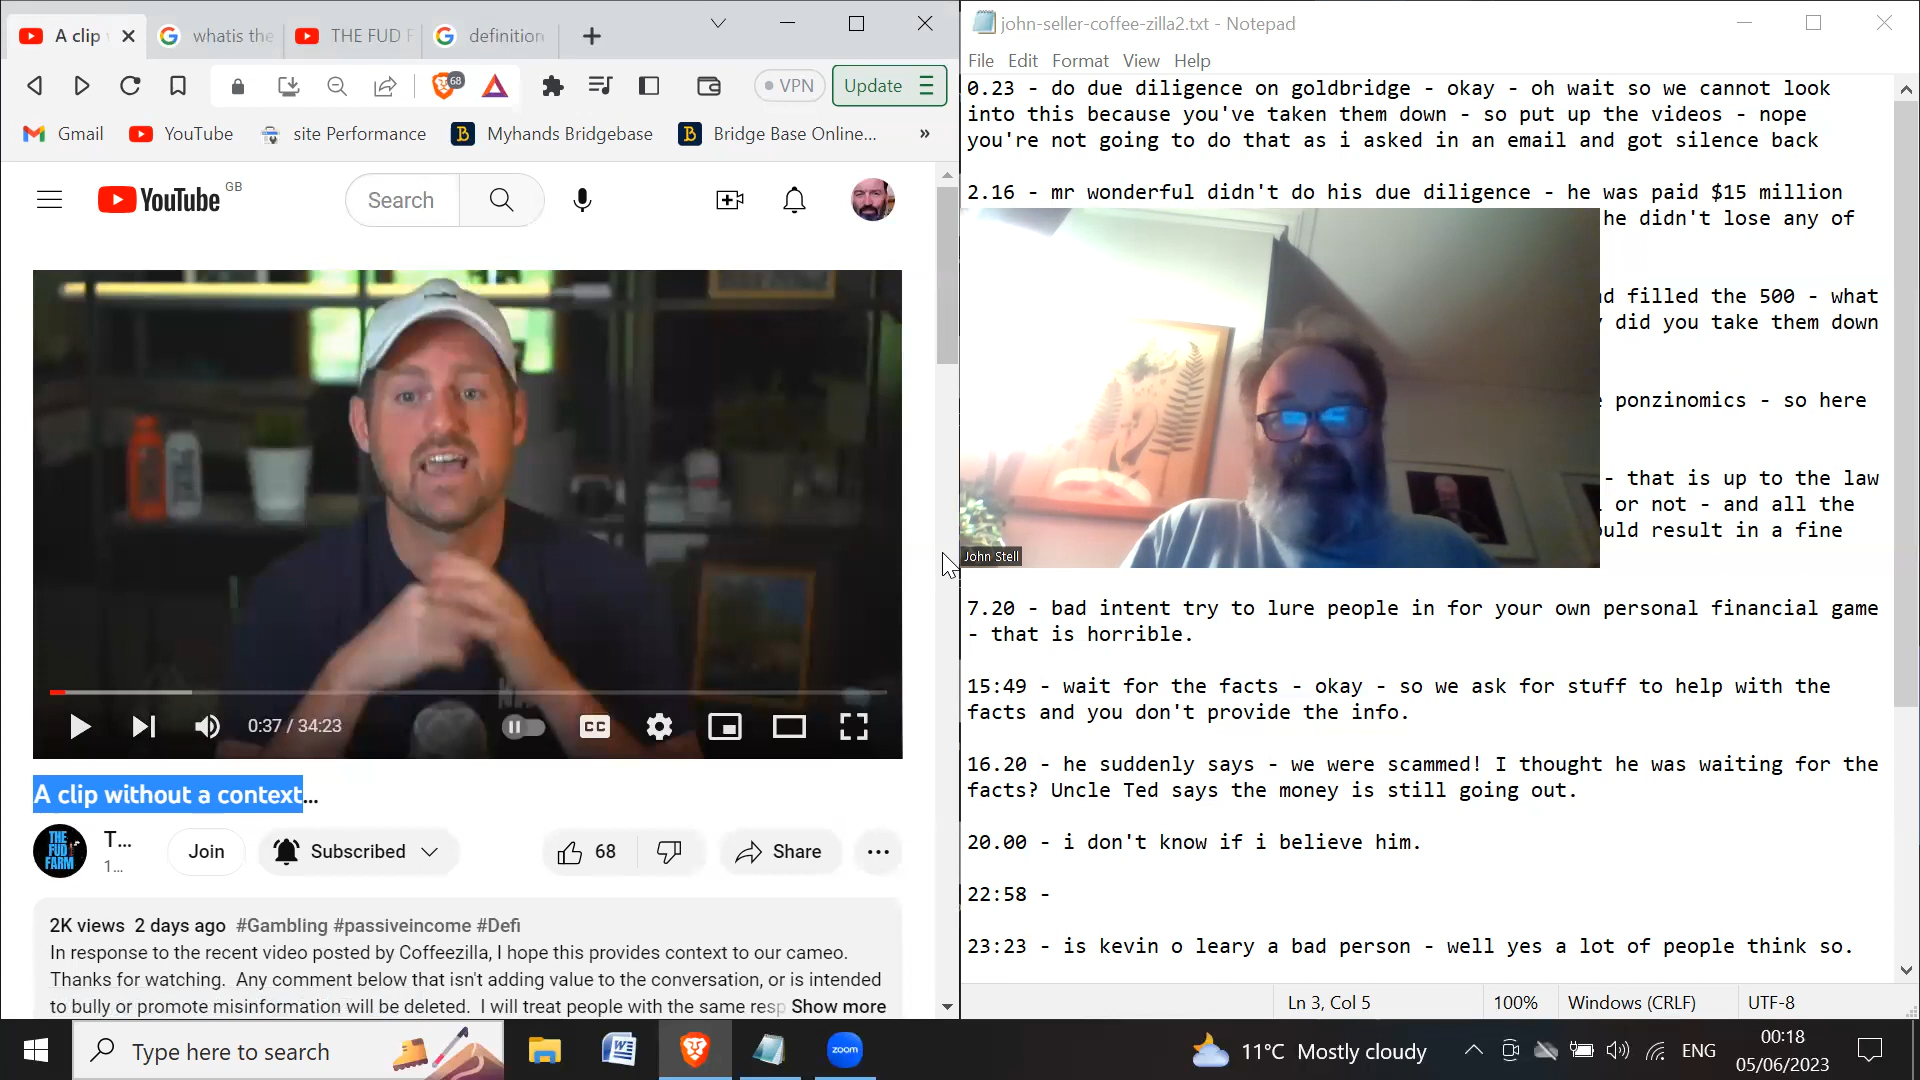 A clip
whatis the
THE FUD F
definition
68
VPN
Update
Gmail
YouTube
site Performance
Myhands Bridgebase
Bridge Base Online...
»
YouTube
GB
Search
0:37 / 34:23
CC
A clip without a context...
THE
FUD
FARM
T...
1...
Join
Subscribed
68
Share
2K views 2 days ago #Gambling #passiveincome #Defi
In response to the recent video posted by Coffeezilla, I hope this provides context to our cameo.
Thanks for watching. Any comment below that isn't adding value to the conversation, or is intended
to bully or promote misinformation will be deleted. I will treat people with the same resp Show more
john-seller-coffee-zilla2.txt - Notepad
File Edit Format View Help
0.23 - do due diligence on goldbridge - okay - oh wait so we cannot look
into this because you've taken them down - so put up the videos - nope
you're not going to do that as i asked in an email and got silence back
2.16 - mr wonderful didn't do his due diligence - he was paid $15 million
he didn't lose any of
d filled the 500 - what
did you take them down
ponzinomics - so here
- that is up to the law
or not - and all the
ould result in a fine
John Stell
7.20 - bad intent try to lure people in for your own personal financial game
- that is horrible.
15:49 - wait for the facts - okay - so we ask for stuff to help with the
facts and you don't provide the info.
16.20 - he suddenly says - we were scammed! I thought he was waiting for the
facts? Uncle Ted says the money is still going out.
20.00 - i don't know if i believe him.
22:58 -
23:23 - is kevin o leary a bad person - well yes a lot of people think so.
Ln 3, Col 5
100%
Windows (CRLF)
UTF-8
Type here to search
zoom
11°C Mostly cloudy
ENG
00:18
05/06/2023